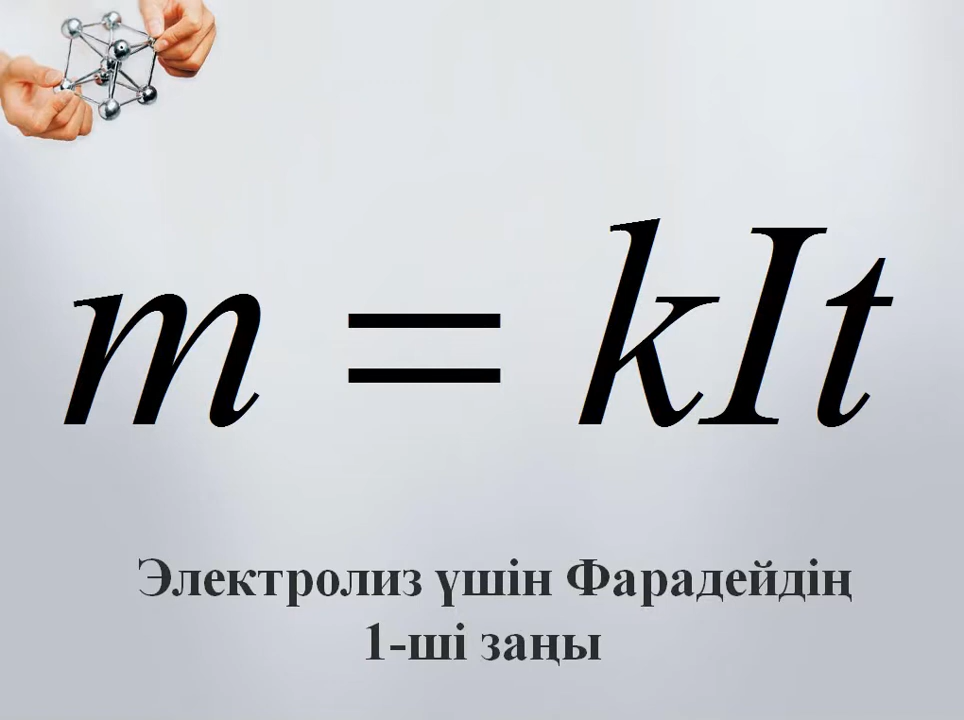 m = kIt
Электролиз үшін Фарадейдің
1-ші заңы